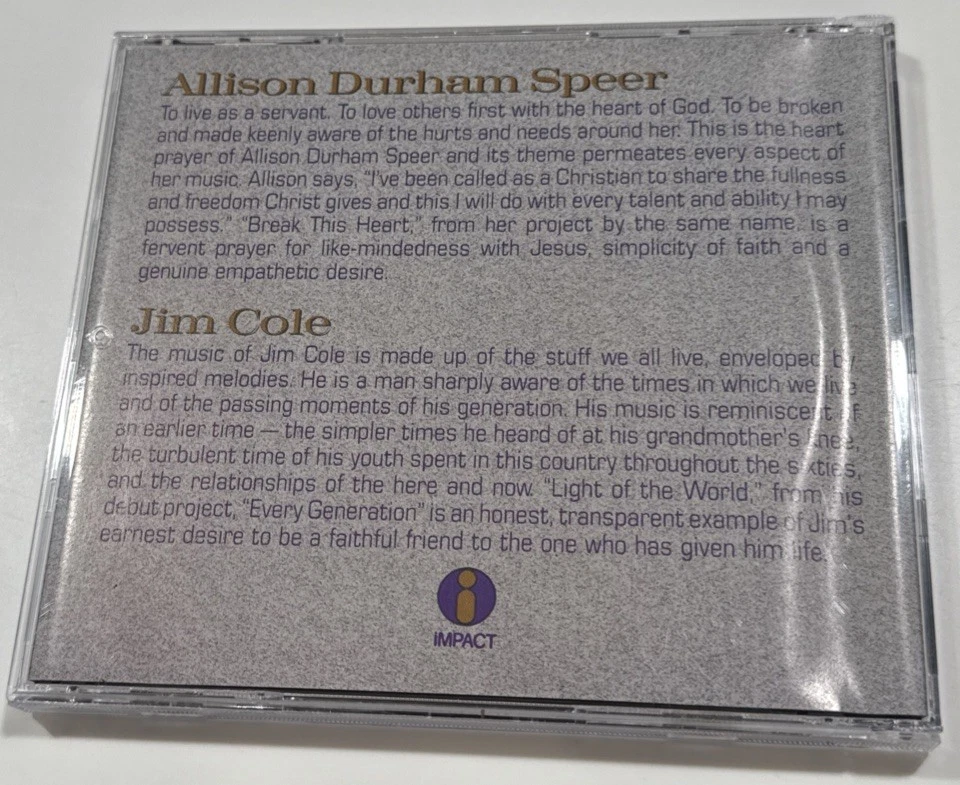 Allison Durham Speer
To live as a servant. To love others first with the heart of God. To be broken
and made keenly aware of the hurts and needs around her. This is the heart
prayer of Allison Durham Speer and its theme permeates every aspect of
her music. Allison says, "I've been called as a Christian to share the fullness
and freedom Christ gives and this I will do with every talent and ability I may
possess." "Break This Heart," from her project by the same name, is a
fervent prayer for like-mindedness with Jesus, simplicity of faith and a
genuine empathetic desire.
Jim Cole
The music of Jim Cole is made up of the stuff we all live, enveloped by
inspired melodies. He is a man sharply aware of the times in which we live
and of the passing moments of his generation. His music is reminiscent of
an earlier time — the simpler times he heard of at his grandmother's knee,
the turbulent time of his youth spent in this country throughout the sixties,
and the relationships of the here and now. "Light of the World," from his
debut project, "Every Generation" is an honest, transparent example of Jim's
earnest desire to be a faithful friend to the one who has given him life.
i
IMPACT